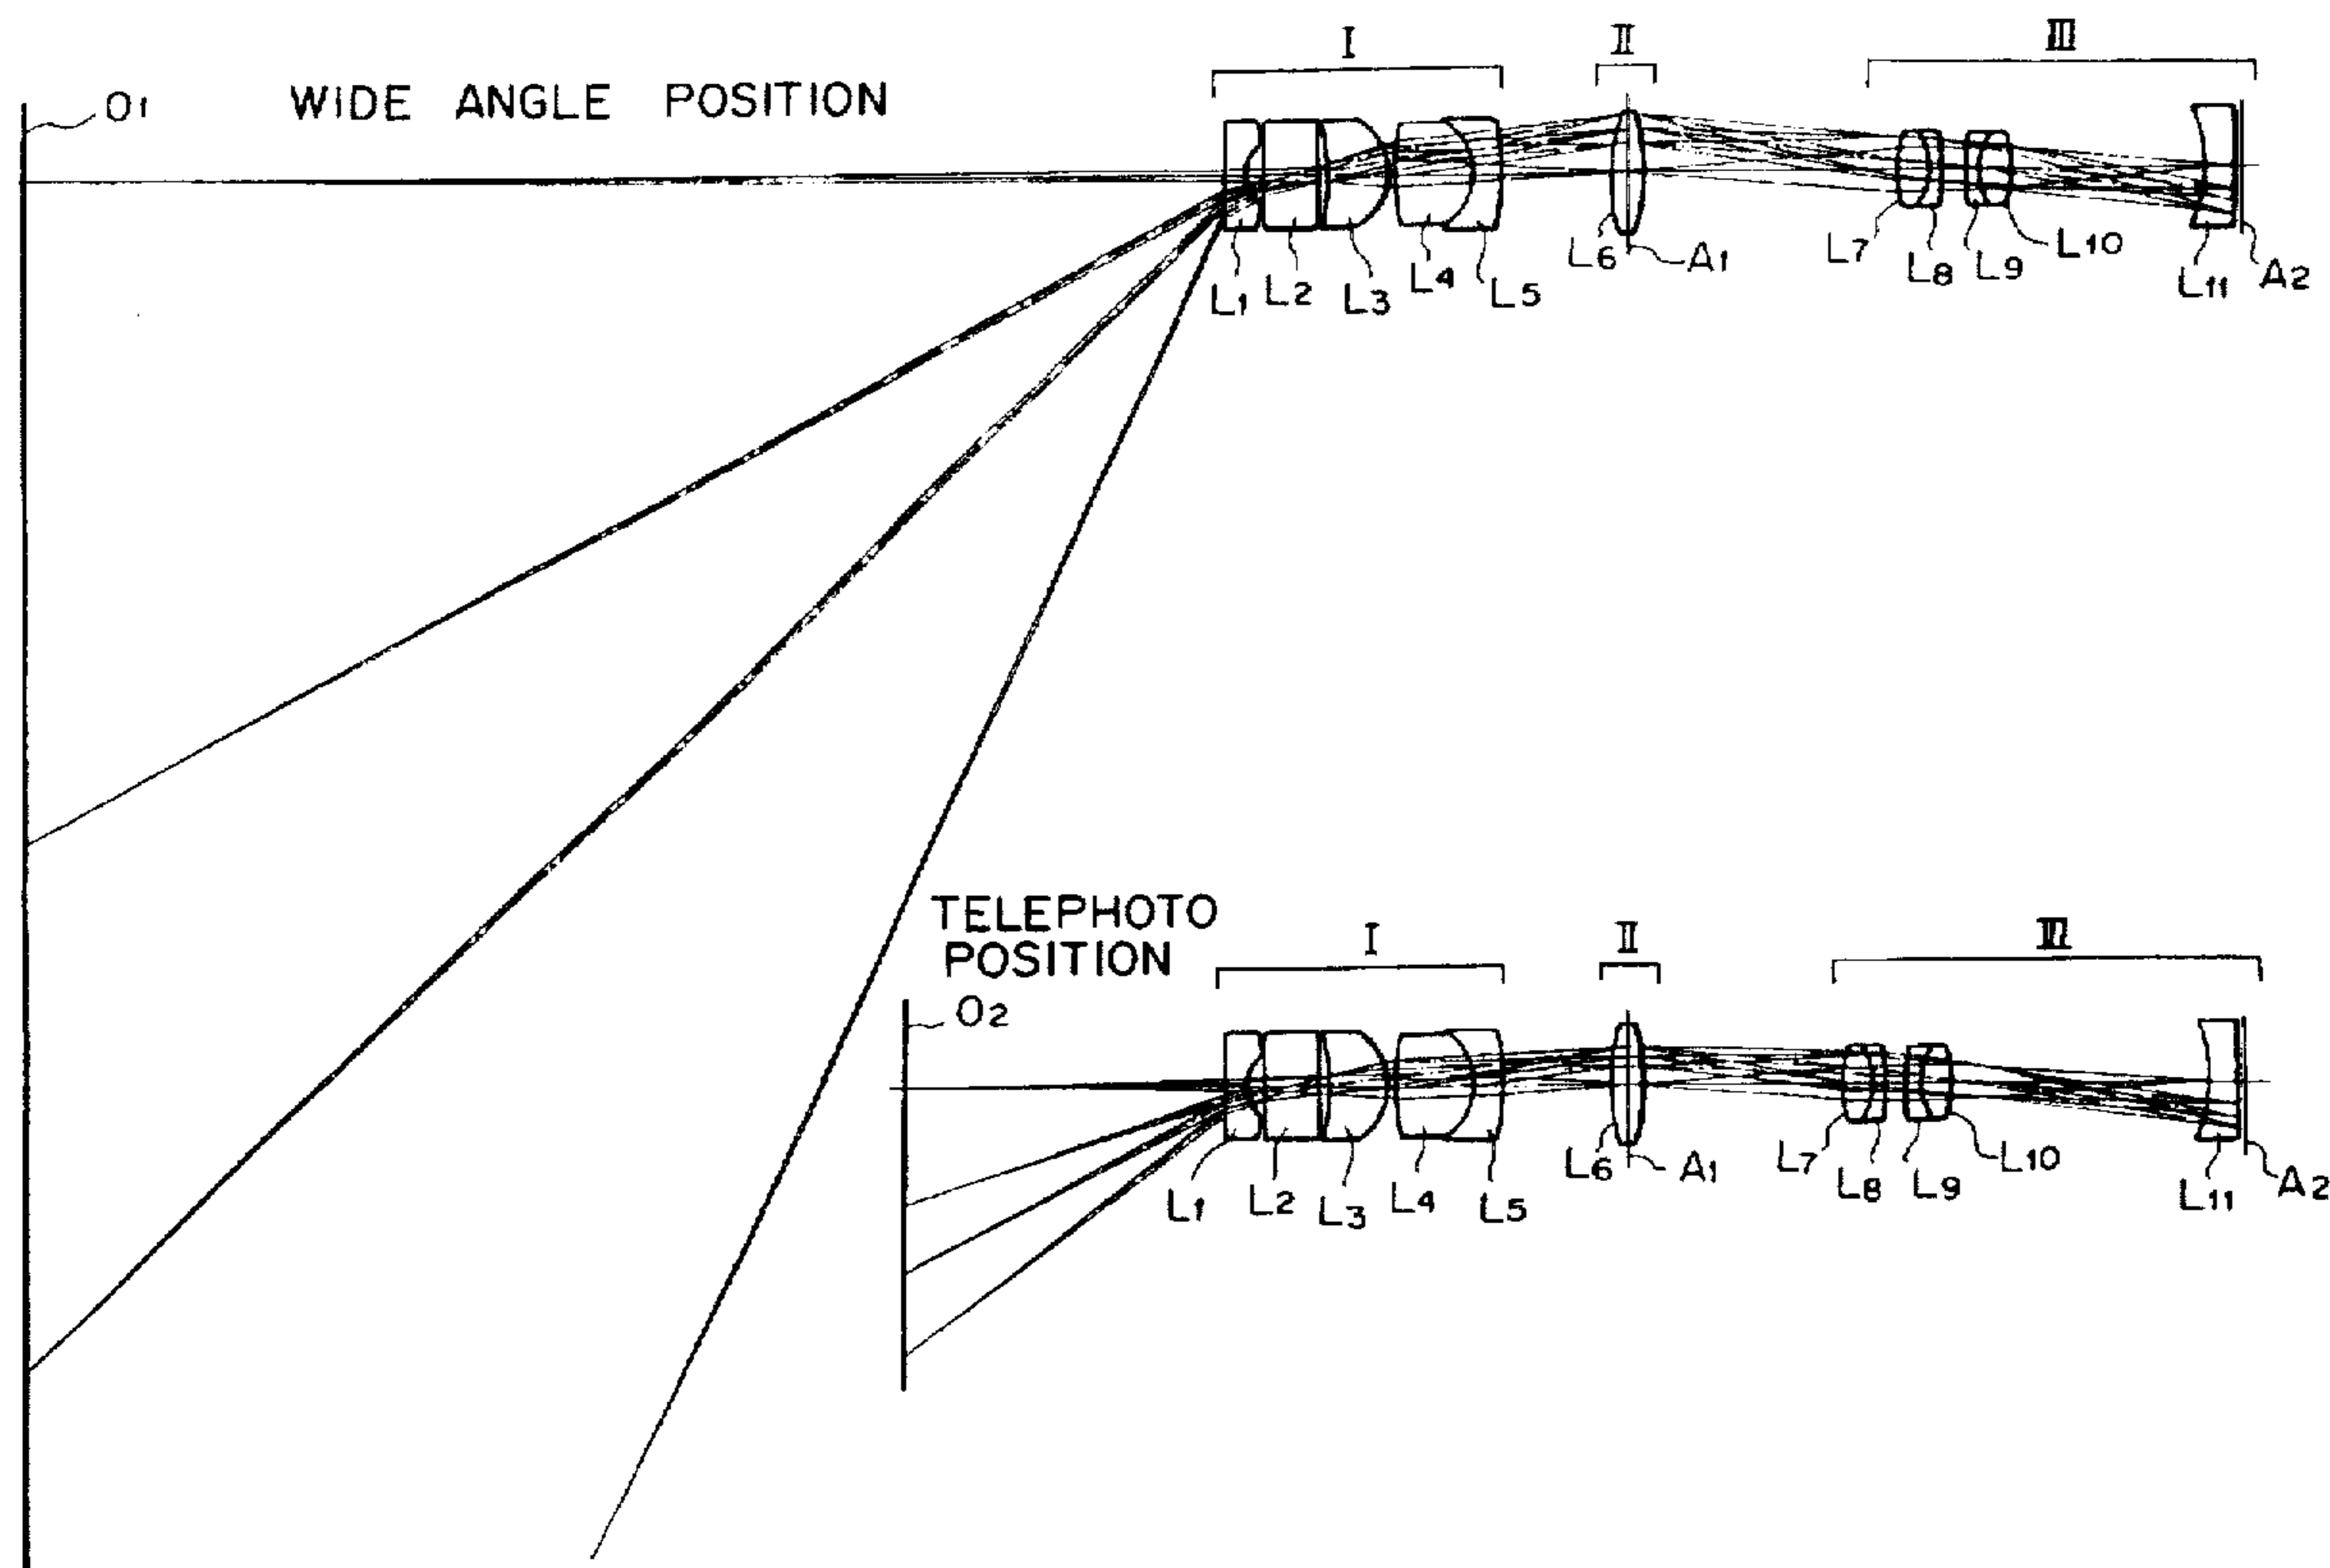 I II III
O1 WIDE ANGLE POSITION
L1 L2 L3 L4 L5 L6 A1 L7 L8 L9 L10 L11 A2
TELEPHOTO
POSITION
I II III
O2
L1 L2 L3 L4 L5 L6 A1 L7 L8 L9 L10 L11 A2